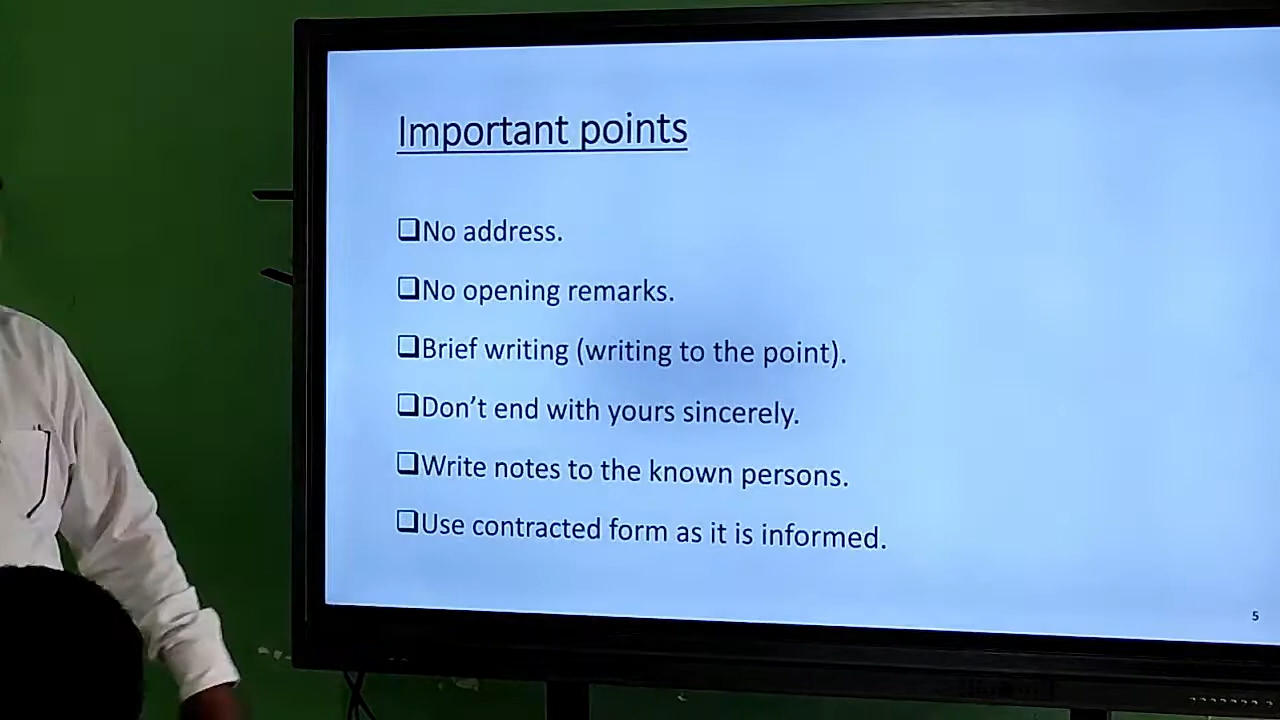 Important points
❑No address.
❑No opening remarks.
❑Brief writing (writing to the point).
❑Don't end with yours sincerely.
❑Write notes to the known persons.
❑Use contracted form as it is informed.
5